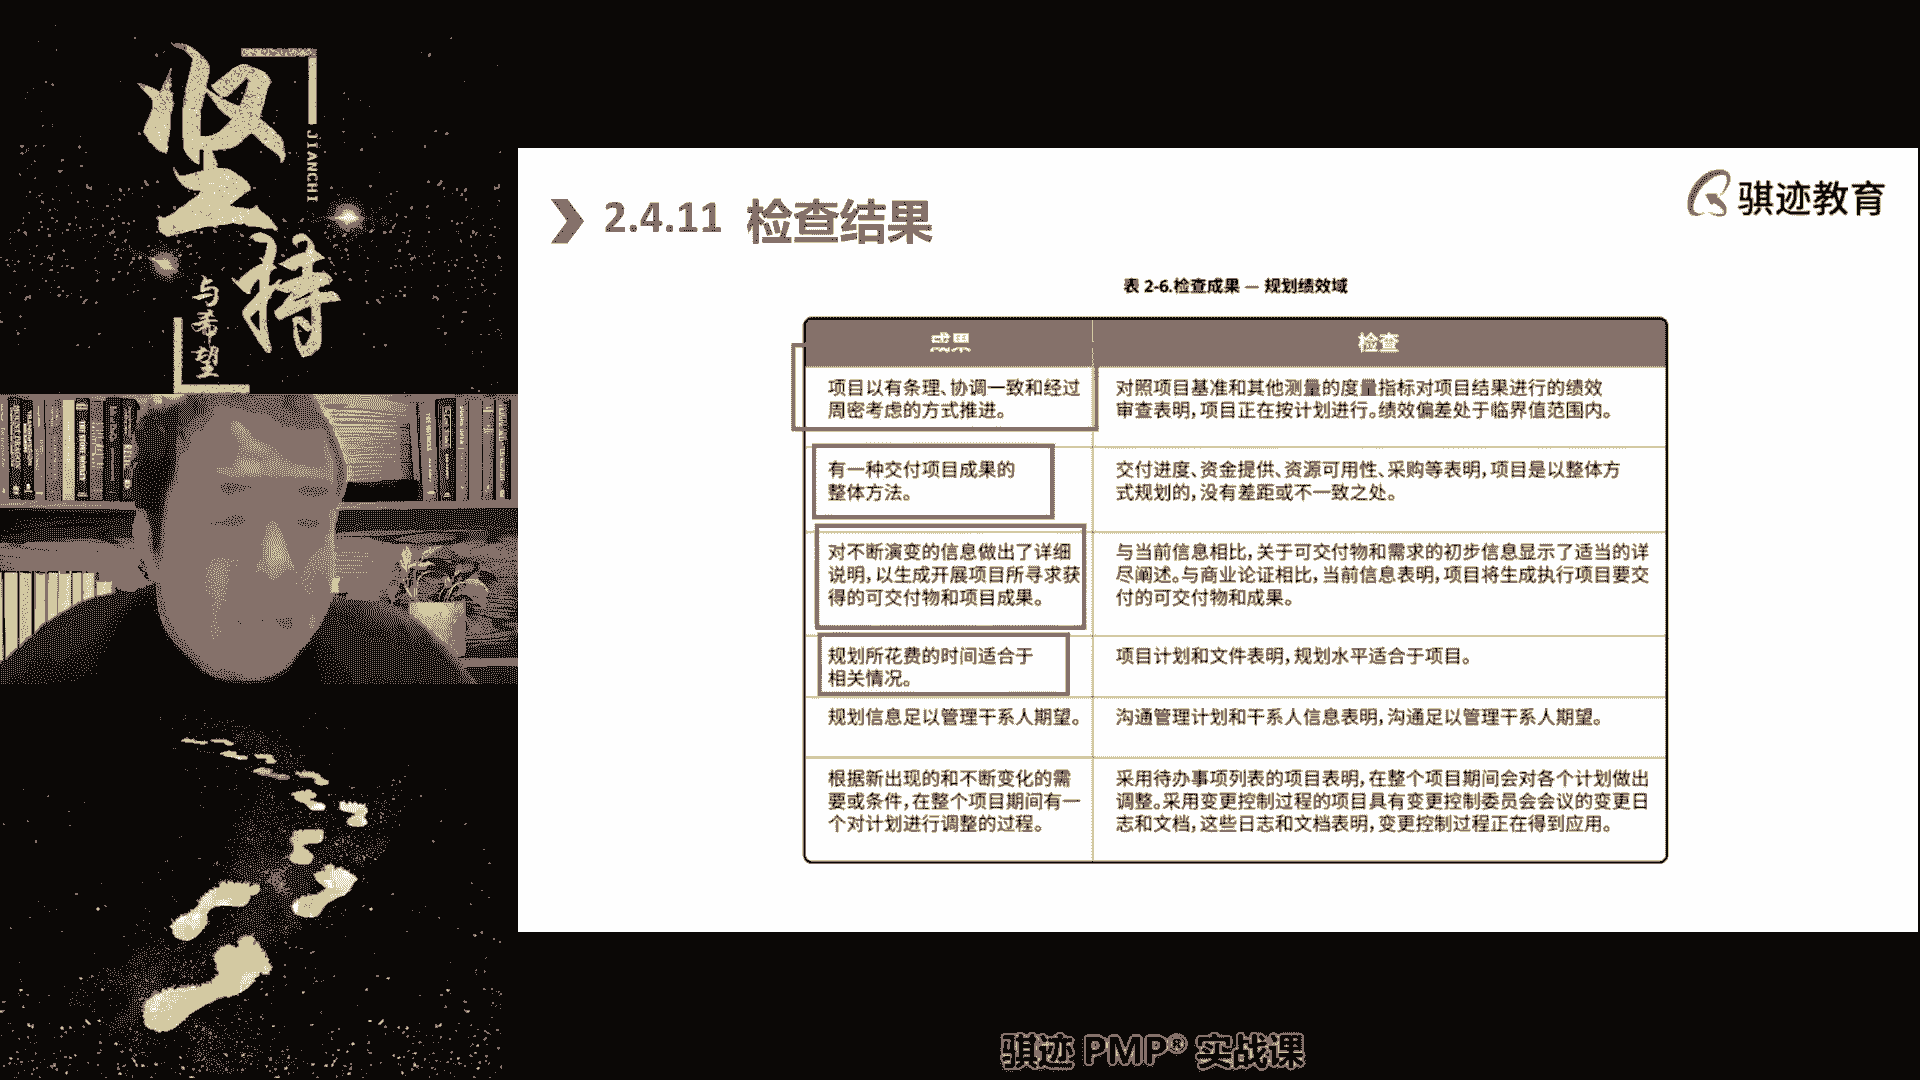 坚持
JIANCHI
与希望
2.4.11 检查结果
骐迹教育
表 2-6.检查成果 — 规划绩效域
成果
检查
项目以有条理、协调一致和经过
周密考虑的方式推进。
对照项目基准和其他测量的度量指标对项目结果进行的绩效
审查表明,项目正在按计划进行。绩效偏差处于临界值范围内。
有一种交付项目成果的
整体方法。
交付进度、资金提供、资源可用性、采购等表明,项目是以整体方
式规划的,没有差距或不一致之处。
对不断演变的信息做出了详细
说明,以生成开展项目所寻求获
得的可交付物和项目成果。
与当前信息相比,关于可交付物和需求的初步信息显示了适当的详
尽阐述。与商业论证相比,当前信息表明,项目将生成执行项目要交
付的可交付物和成果。
规划所花费的时间适合于
相关情况。
项目计划和文件表明,规划水平适合于项目。
规划信息足以管理干系人期望。
沟通管理计划和干系人信息表明,沟通足以管理干系人期望。
根据新出现的和不断变化的需
要或条件,在整个项目期间有一
个对计划进行调整的过程。
采用待办事项列表的项目表明,在整个项目期间会对各个计划做出
调整。采用变更控制过程的项目具有变更控制委员会会议的变更日
志和文档,这些日志和文档表明,变更控制过程正在得到应用。
骐迹 PMP® 实战课